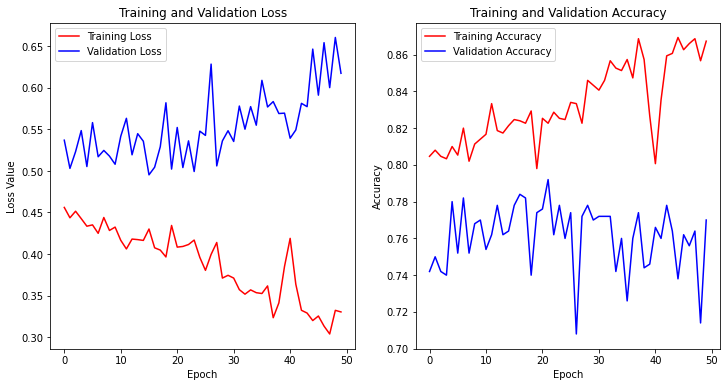 Training and Validation Loss
Training Loss
Validation Loss
0.65
0.60
0.55
0.50
0.45
0.40
0.35
0.30
Loss Value
0
10
20
30
40
50
Epoch
Training and Validation Accuracy
Training Accuracy
Validation Accuracy
0.86
0.84
0.82
0.80
0.78
0.76
0.74
0.72
0.70
Accuracy
0
10
20
30
40
50
Epoch